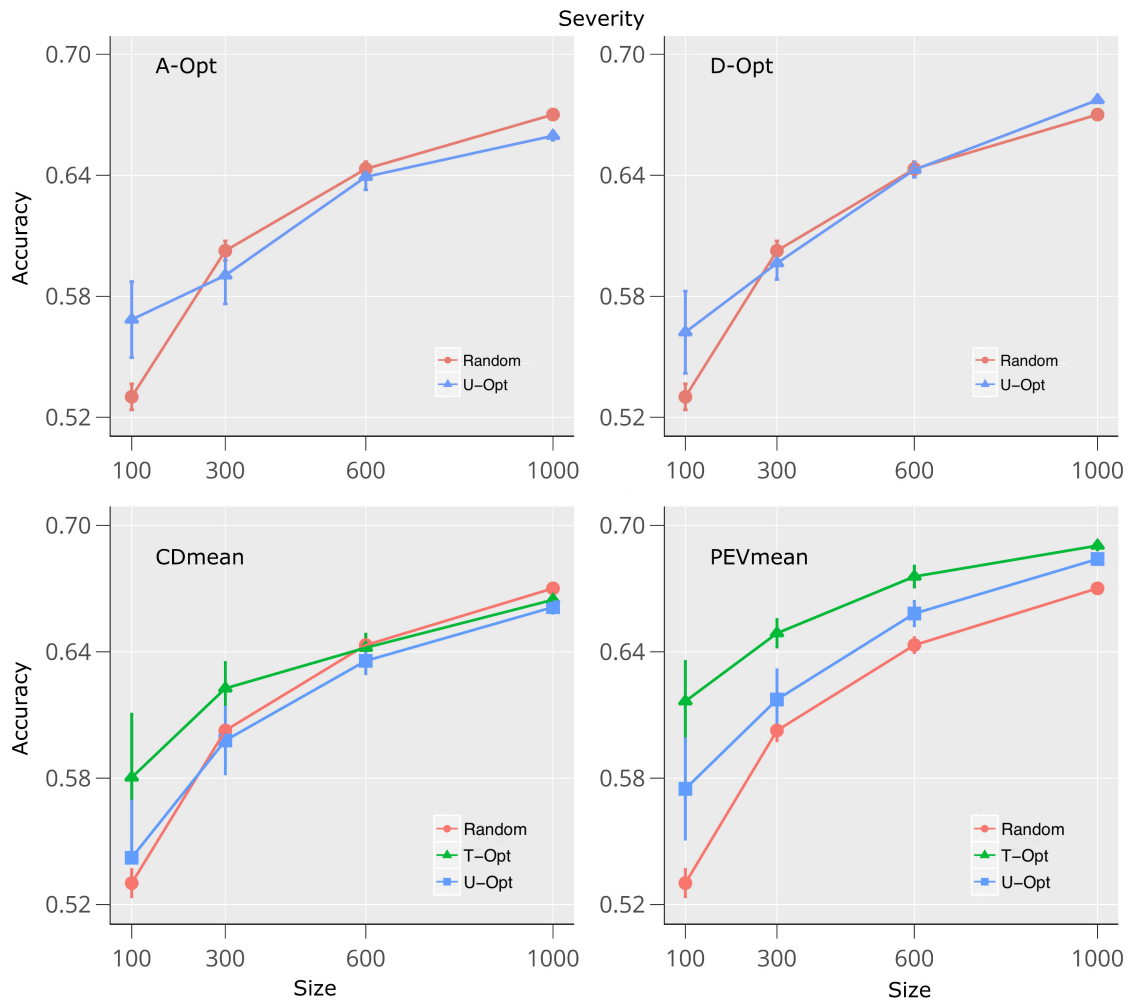 Severity
A-Opt
0.70
0.64
0.58
0.52
Accuracy
Random
U-Opt
100
300
600
1000
D-Opt
0.70
0.64
0.58
0.52
Random
U-Opt
100
300
600
1000
CDmean
0.70
0.64
0.58
0.52
Accuracy
Random
T-Opt
U-Opt
100
300
600
1000
Size
PEVmean
0.70
0.64
0.58
0.52
Random
T-Opt
U-Opt
100
300
600
1000
Size